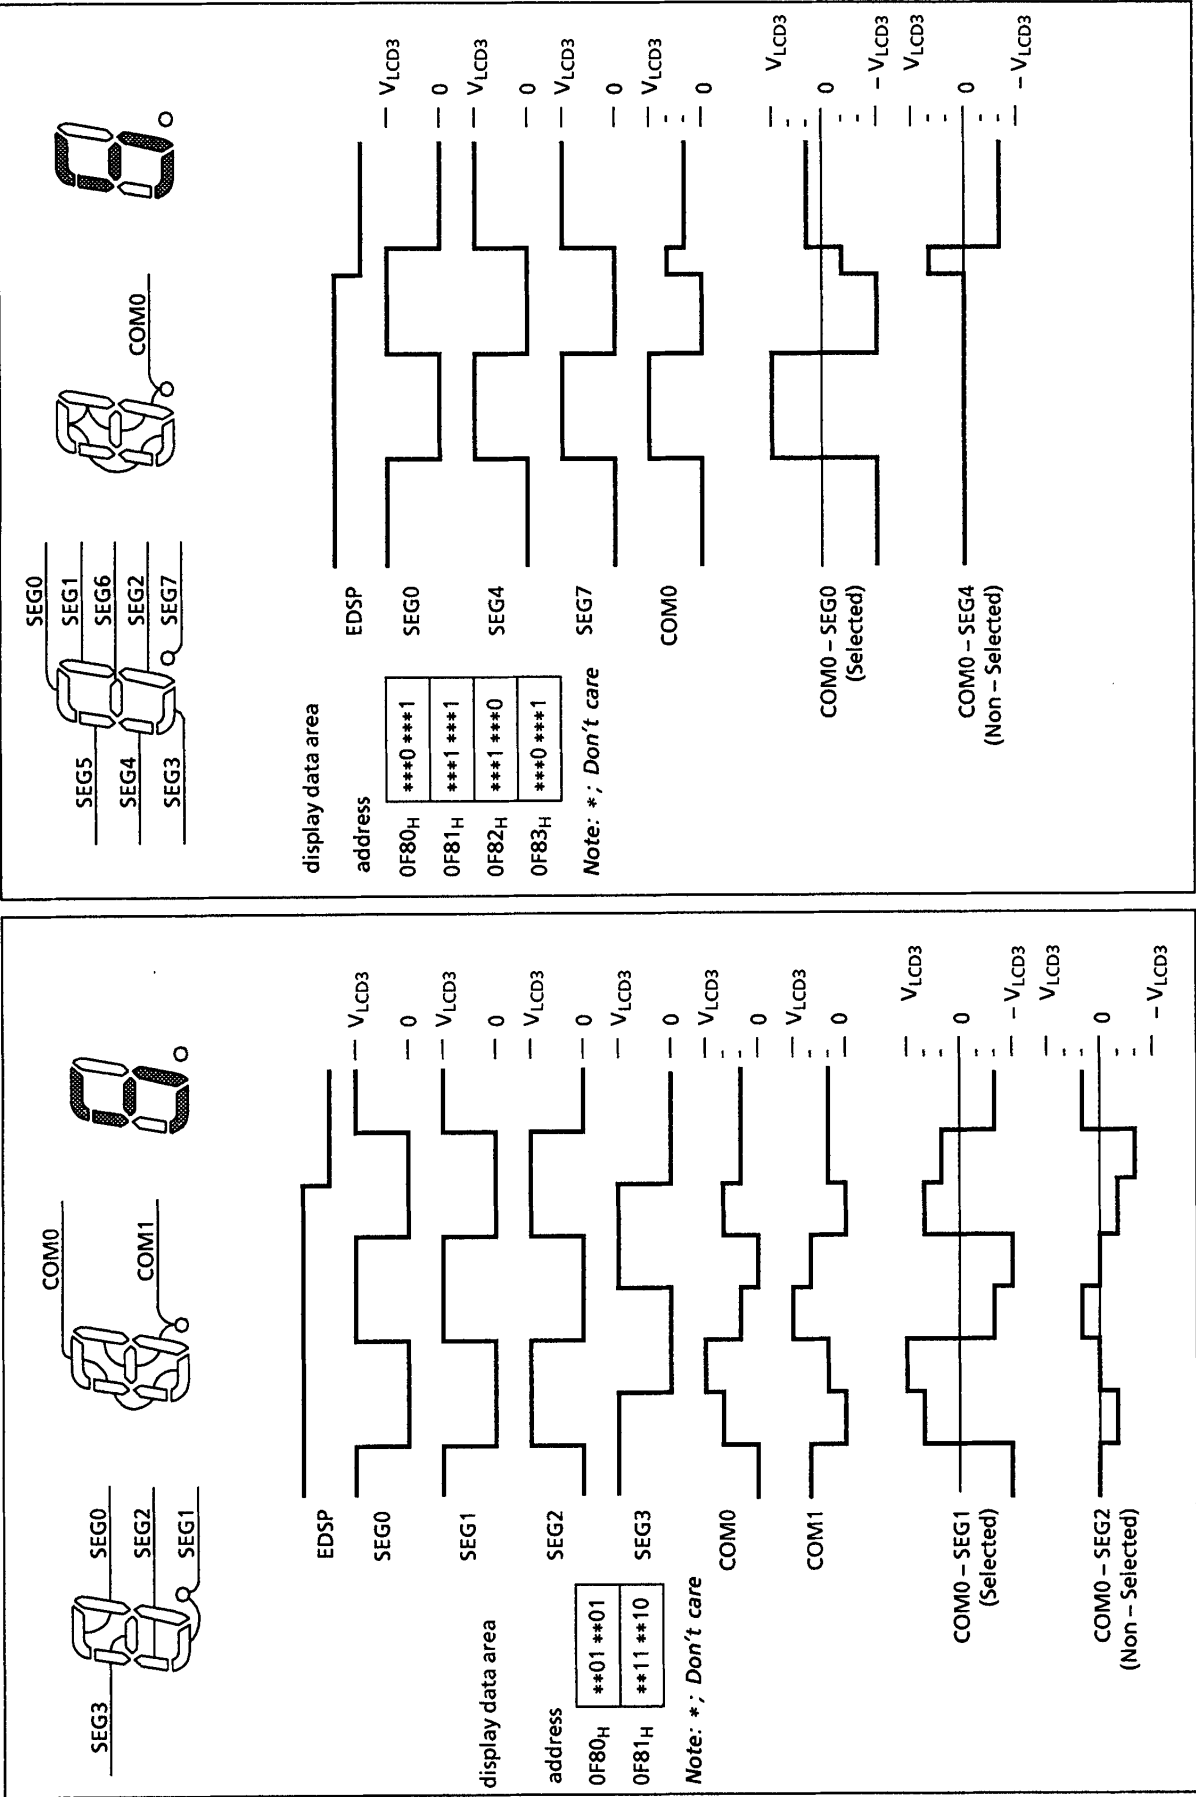 SEG3
SEG0
SEG2
SEG1
COM0
COM1
EDSP
SEG0
SEG1
SEG2
SEG3
COM0
COM1
COM0 – SEG1
(Selected)
COM0 – SEG2
(Non – Selected)
VLCD3
0
VLCD3
0
VLCD3
0
VLCD3
0
VLCD3
0
VLCD3
0
VLCD3
0
– VLCD3
VLCD3
0
– VLCD3
display data area
address
0F80H **01 **01
0F81H **11 **10
Note: *; Don't care
SEG5
SEG4
SEG3
SEG0
SEG1
SEG6
SEG2
SEG7
COM0
EDSP
SEG0
SEG4
SEG7
COM0
COM0 – SEG0
(Selected)
COM0 – SEG4
(Non – Selected)
VLCD3
0
VLCD3
0
VLCD3
0
VLCD3
0
VLCD3
0
– VLCD3
VLCD3
0
– VLCD3
display data area
address
0F80H ***0 ***1
0F81H ***1 ***1
0F82H ***1 ***0
0F83H ***0 ***1
Note: *; Don't care